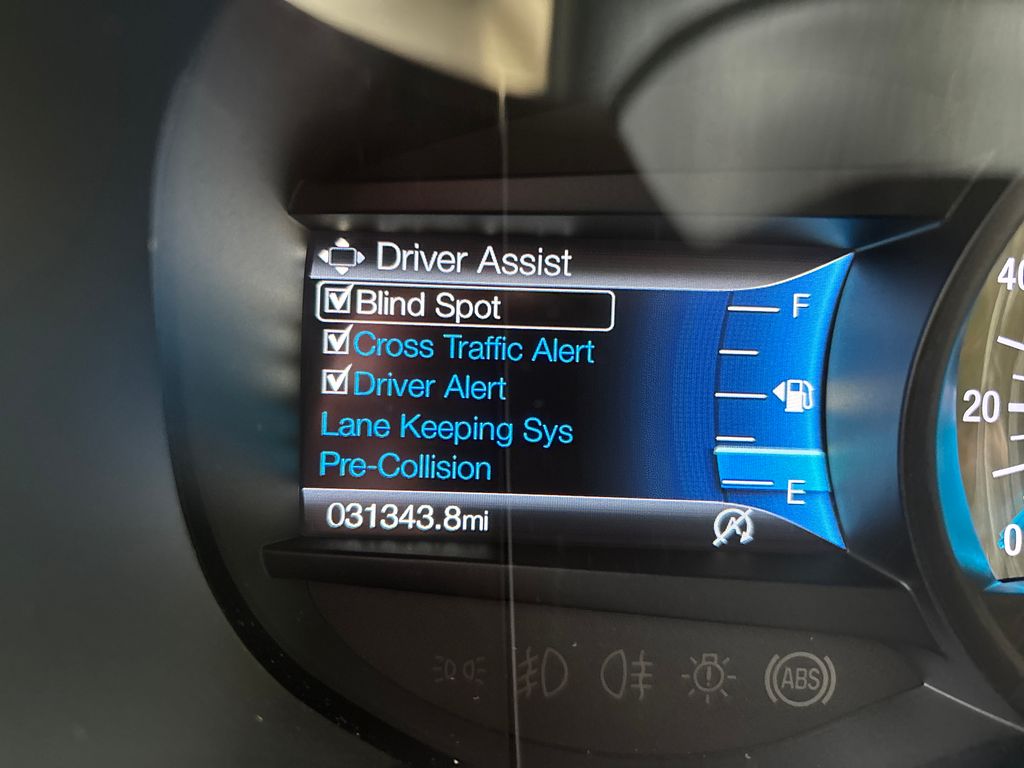 Driver Assist
Blind Spot
Cross Traffic Alert
Driver Alert
Lane Keeping Sys
Pre-Collision
031343.8mi
F
E
A
40
20
0
ABS